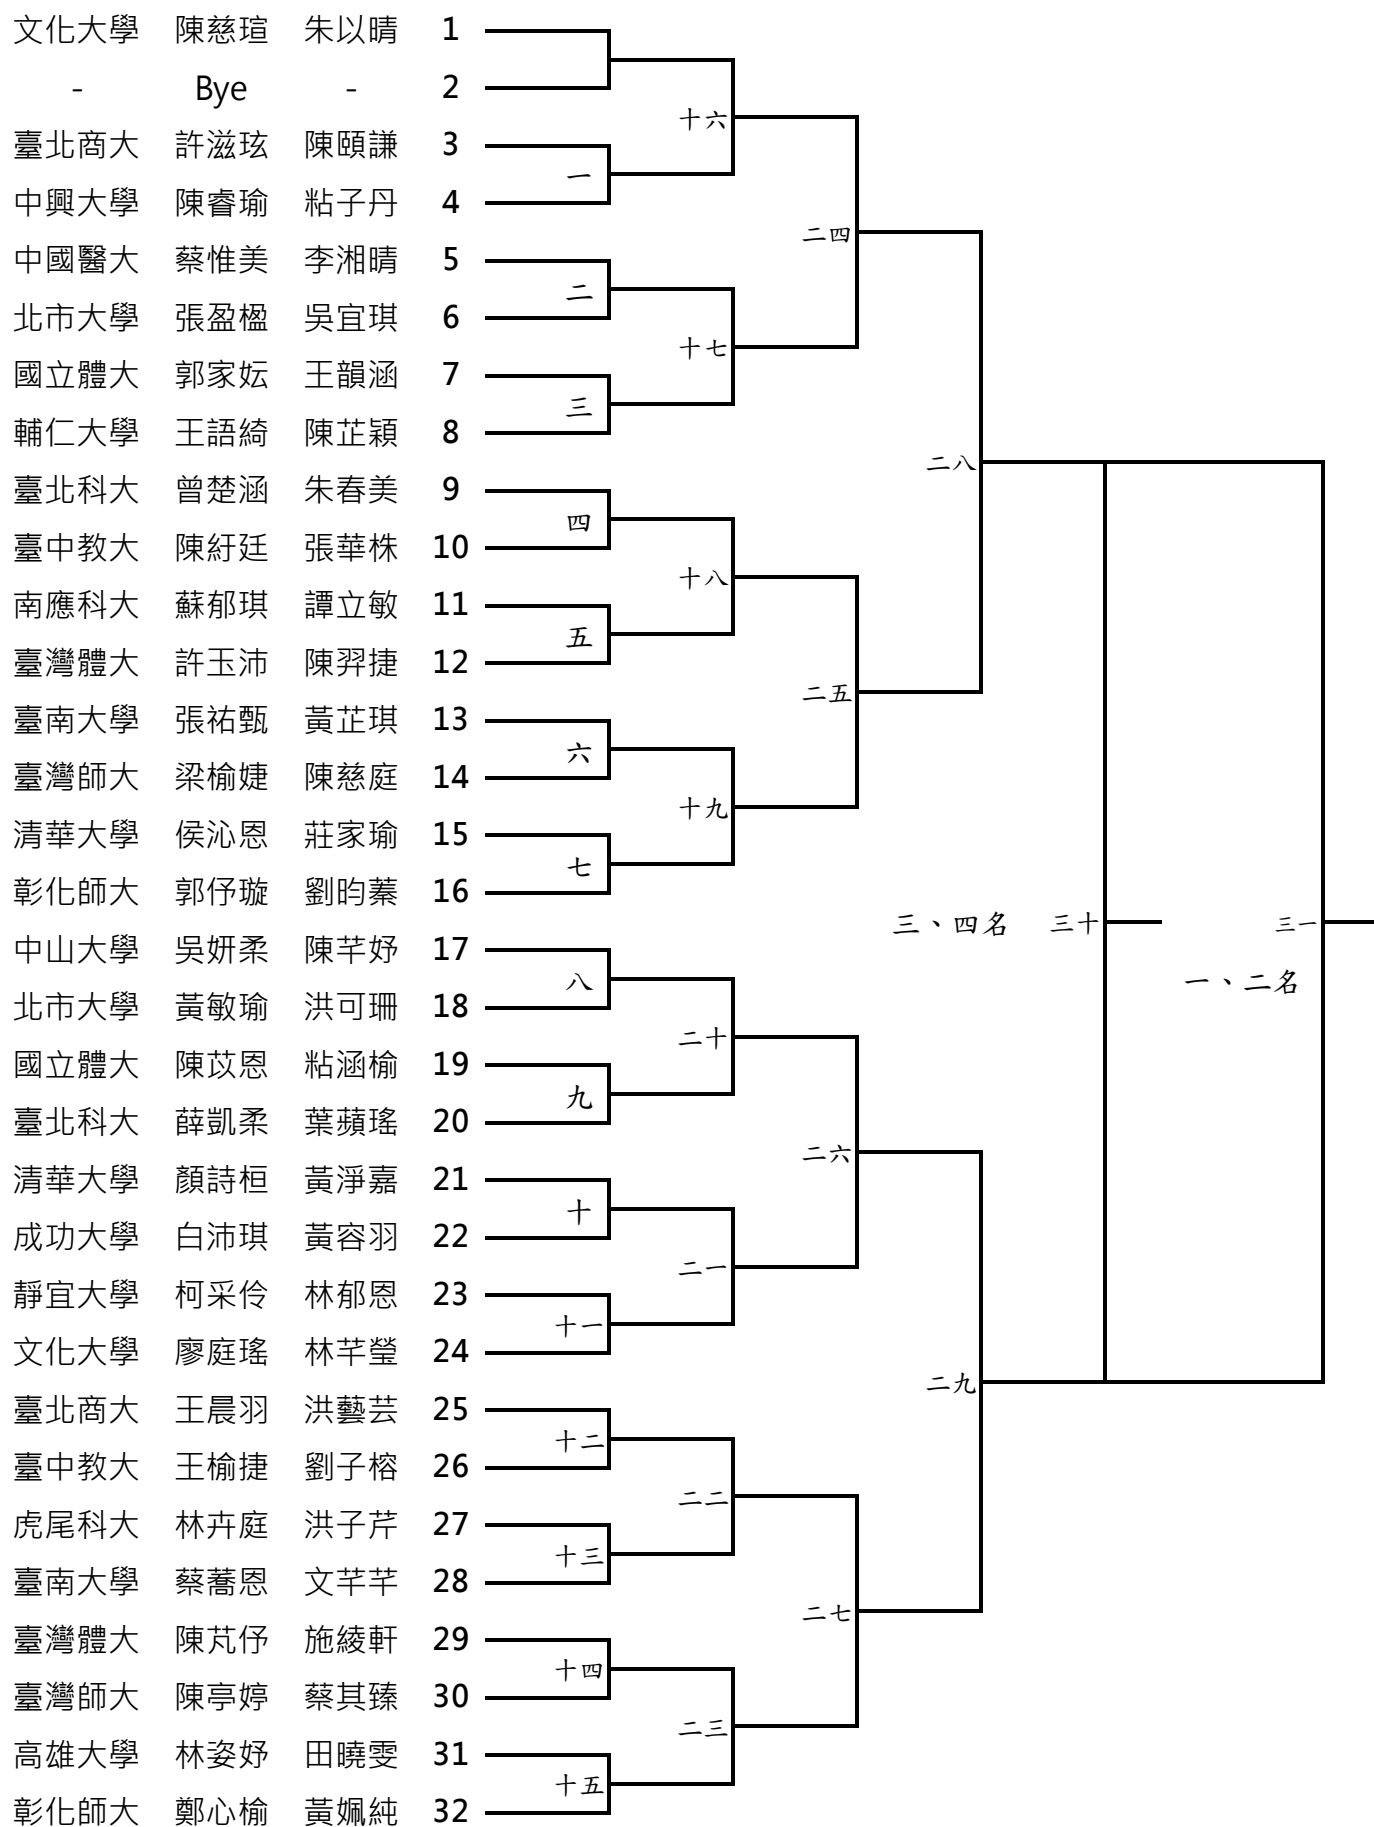 文化大學 陳慈瑄 朱以晴 1
- Bye - 2
十六
臺北商大 許滋玹 陳頤謙 3
一
中興大學 陳睿瑜 粘子丹 4
二四
中國醫大 蔡惟美 李湘晴 5
二
北市大學 張盈楹 吳宜琪 6
十七
國立體大 郭家妘 王韻涵 7
三
輔仁大學 王語綺 陳芷穎 8
二八
臺北科大 曾楚涵 朱春美 9
四
臺中教大 陳紆廷 張華株 10
十八
南應科大 蘇郁琪 譚立敏 11
五
臺灣體大 許玉沛 陳羿捷 12
二五
臺南大學 張祐甄 黃芷琪 13
六
臺灣師大 梁榆婕 陳慈庭 14
十九
清華大學 侯沁恩 莊家瑜 15
七
彰化師大 郭伃璇 劉昀蓁 16
三、四名 三十 三一
中山大學 吳妍柔 陳芊妤 17
八 一、二名
北市大學 黃敏瑜 洪可珊 18
二十
國立體大 陳苡恩 粘涵榆 19
九
臺北科大 薛凱柔 葉蘋瑤 20
二六
清華大學 顏詩桓 黃淨嘉 21
十
成功大學 白沛琪 黃容羽 22
二一
靜宜大學 柯采伶 林郁恩 23
十一
文化大學 廖庭瑤 林芊瑩 24
二九
臺北商大 王晨羽 洪藝芸 25
十二
臺中教大 王榆捷 劉子榕 26
二二
虎尾科大 林卉庭 洪子芹 27
十三
臺南大學 蔡蕎恩 文芊芊 28
二七
臺灣體大 陳芃伃 施綾軒 29
十四
臺灣師大 陳亭婷 蔡其臻 30
二三
高雄大學 林姿妤 田曉雯 31
十五
彰化師大 鄭心榆 黃姵純 32